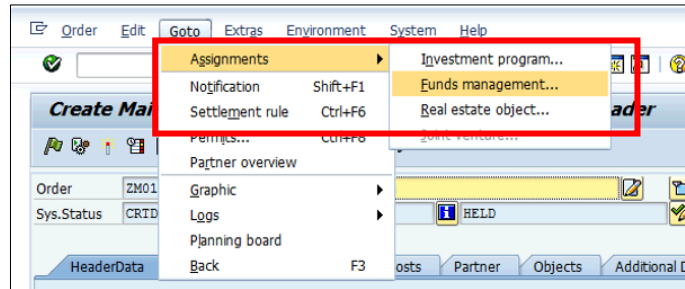 Order Edit Goto Extras Environment System Help
Assignments
Notification Shift+F1
Settlement rule Ctrl+F6
Permits... Ctrl+F8
Partner overview
Graphic
Logs
Planning board
Back F3
Investment program...
Funds management...
Real estate object...
Joint venture...
Create Mai
ader
Order ZM01
Sys.Status CRTD
HELD
HeaderData
osts Partner Objects Additional D